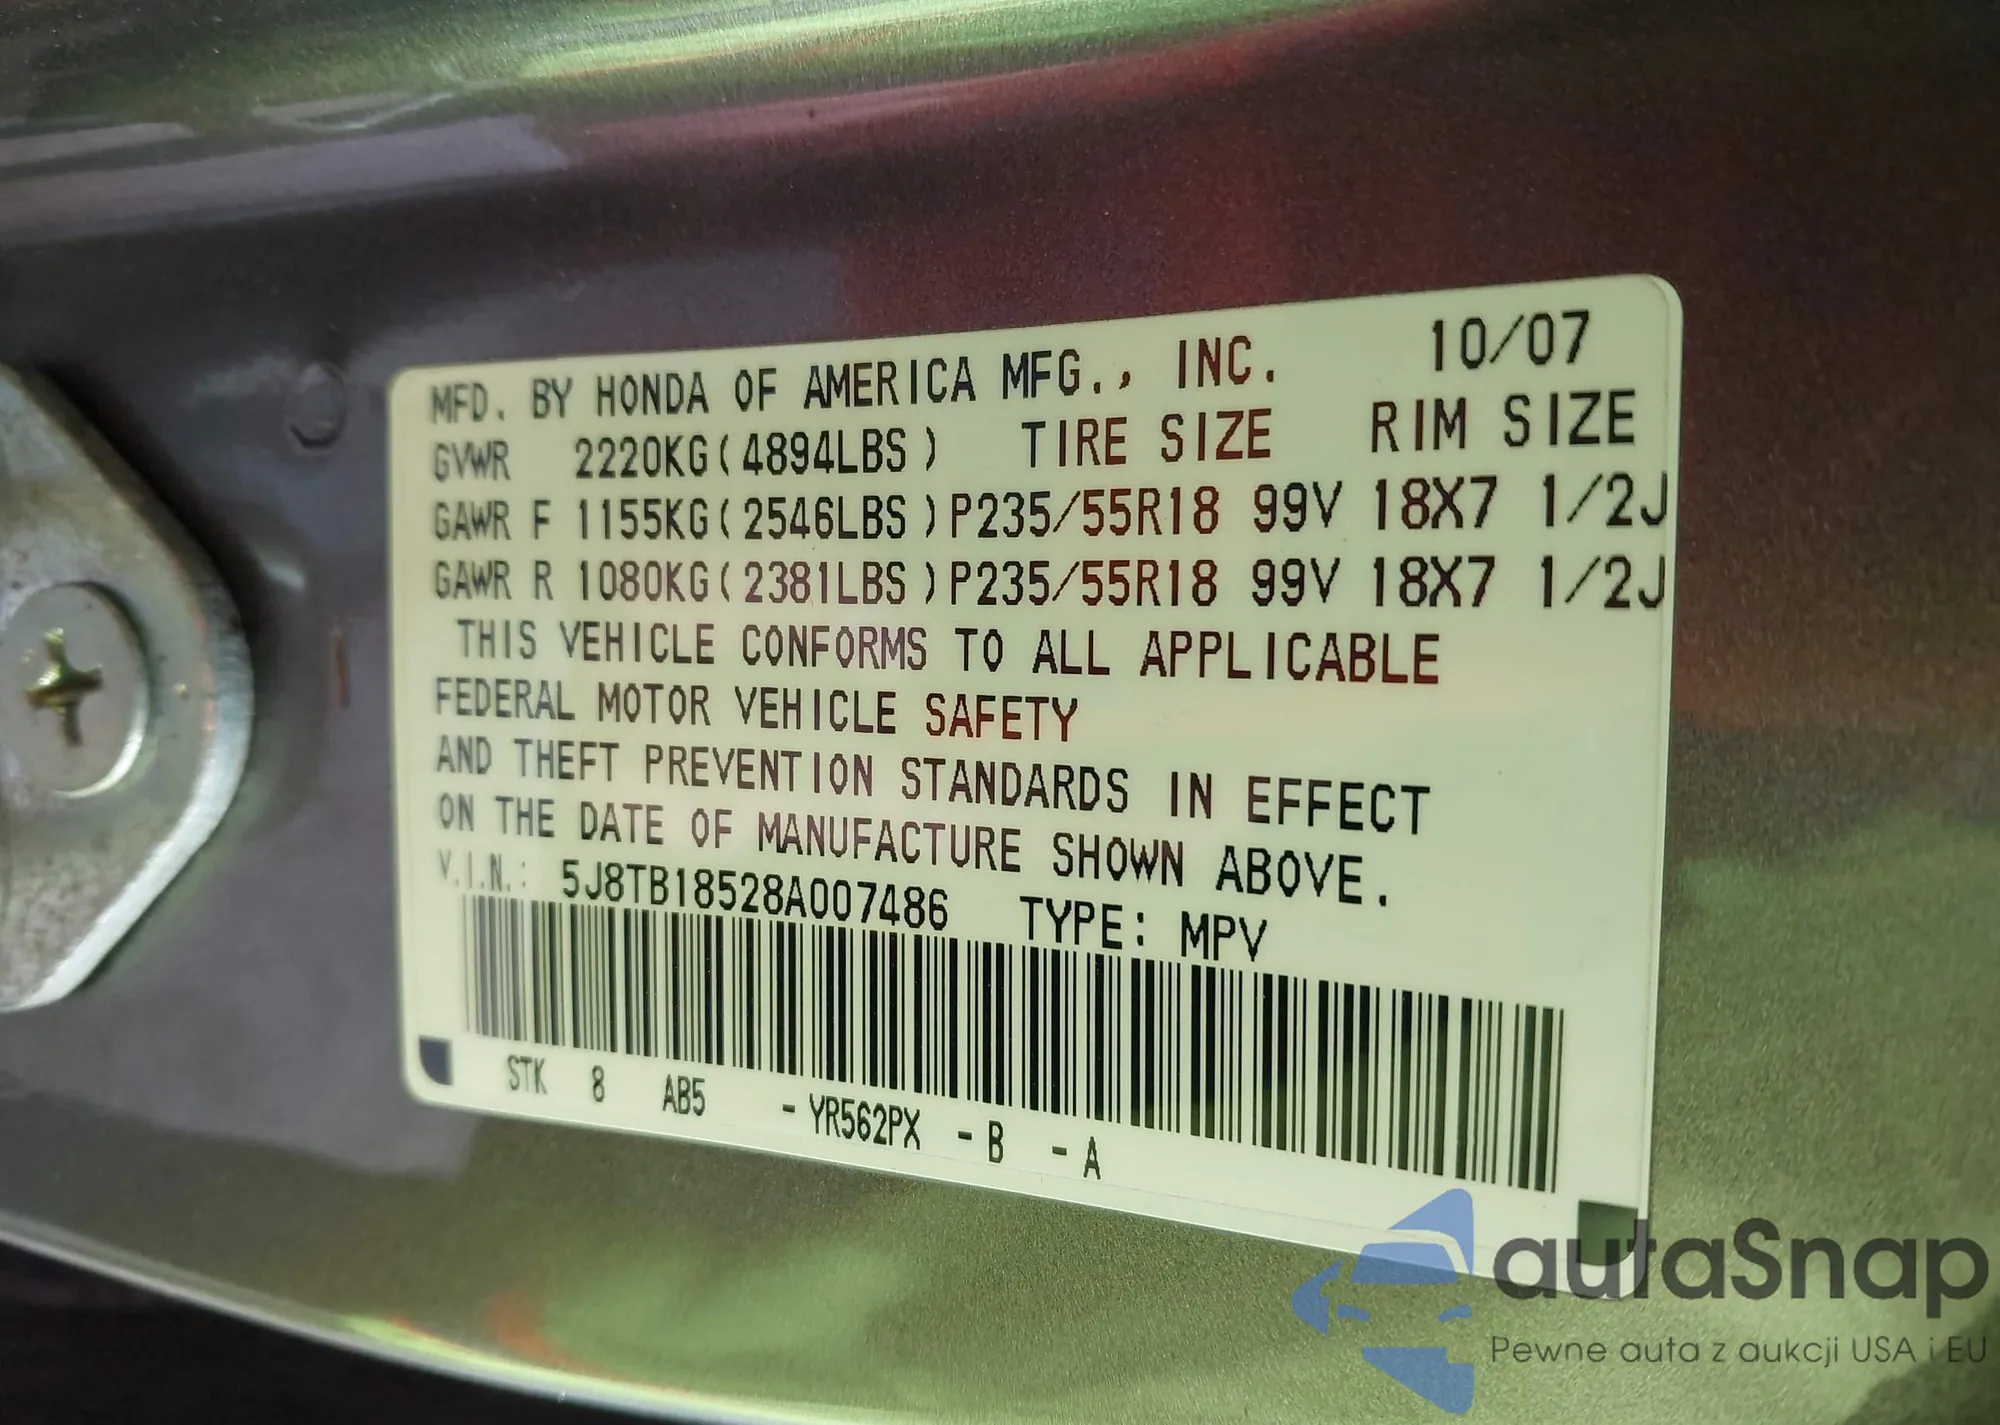 MFD. BY HONDA OF AMERICA MFG., INC. 10/07
GVWR 2220KG(4894LBS) TIRE SIZE RIM SIZE
GAWR F 1155KG(2546LBS)P235/55R18 99V 18X7 1/2J
GAWR R 1080KG(2381LBS)P235/55R18 99V 18X7 1/2J
THIS VEHICLE CONFORMS TO ALL APPLICABLE
FEDERAL MOTOR VEHICLE SAFETY
AND THEFT PREVENTION STANDARDS IN EFFECT
ON THE DATE OF MANUFACTURE SHOWN ABOVE.
V.I.N.: 5J8TB18528A007486 TYPE: MPV
STK 8 AB5 -YR562PX -B -A
autaSnap
Pewne auta z aukcji USA i EU